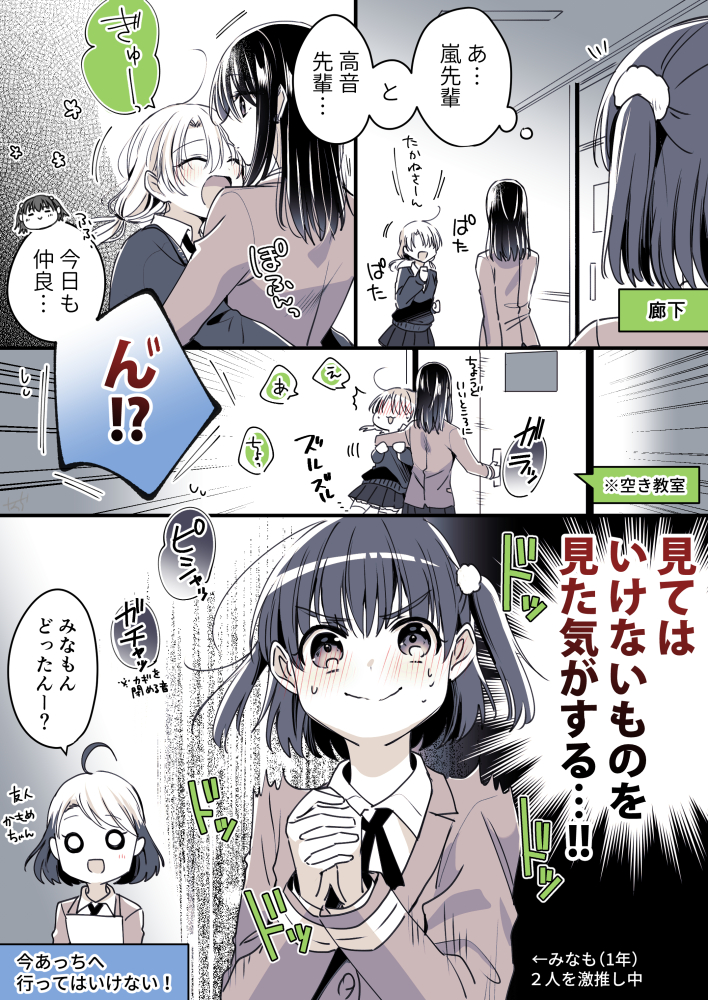 あ…
嵐先輩
と
高音
先輩…
たかねさーん
ぱた
ぱた
廊下
ぎゅー
ぽふんっ
ふふ
今日も
仲良…
ん゛!?
ちょうど
いいところに
ガラッ
え
あ
ちょっ
ズルズル
※空き教室
見ては
いけないものを
見た気がする…!!
ピシャッ
ガチャッ
※カギを
閉める音
ドッ
ドッ
ドッ
ドッ
みなもん
どったんー?
友人
かさめ
ちゃん
今あっちへ
行ってはいけない!
←みなも(1年)
2人を激推し中